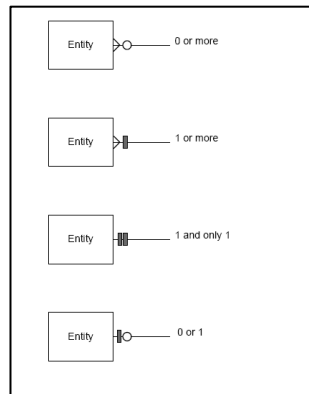 Entity 0 or more
Entity 1 or more
Entity 1 and only 1
Entity 0 or 1